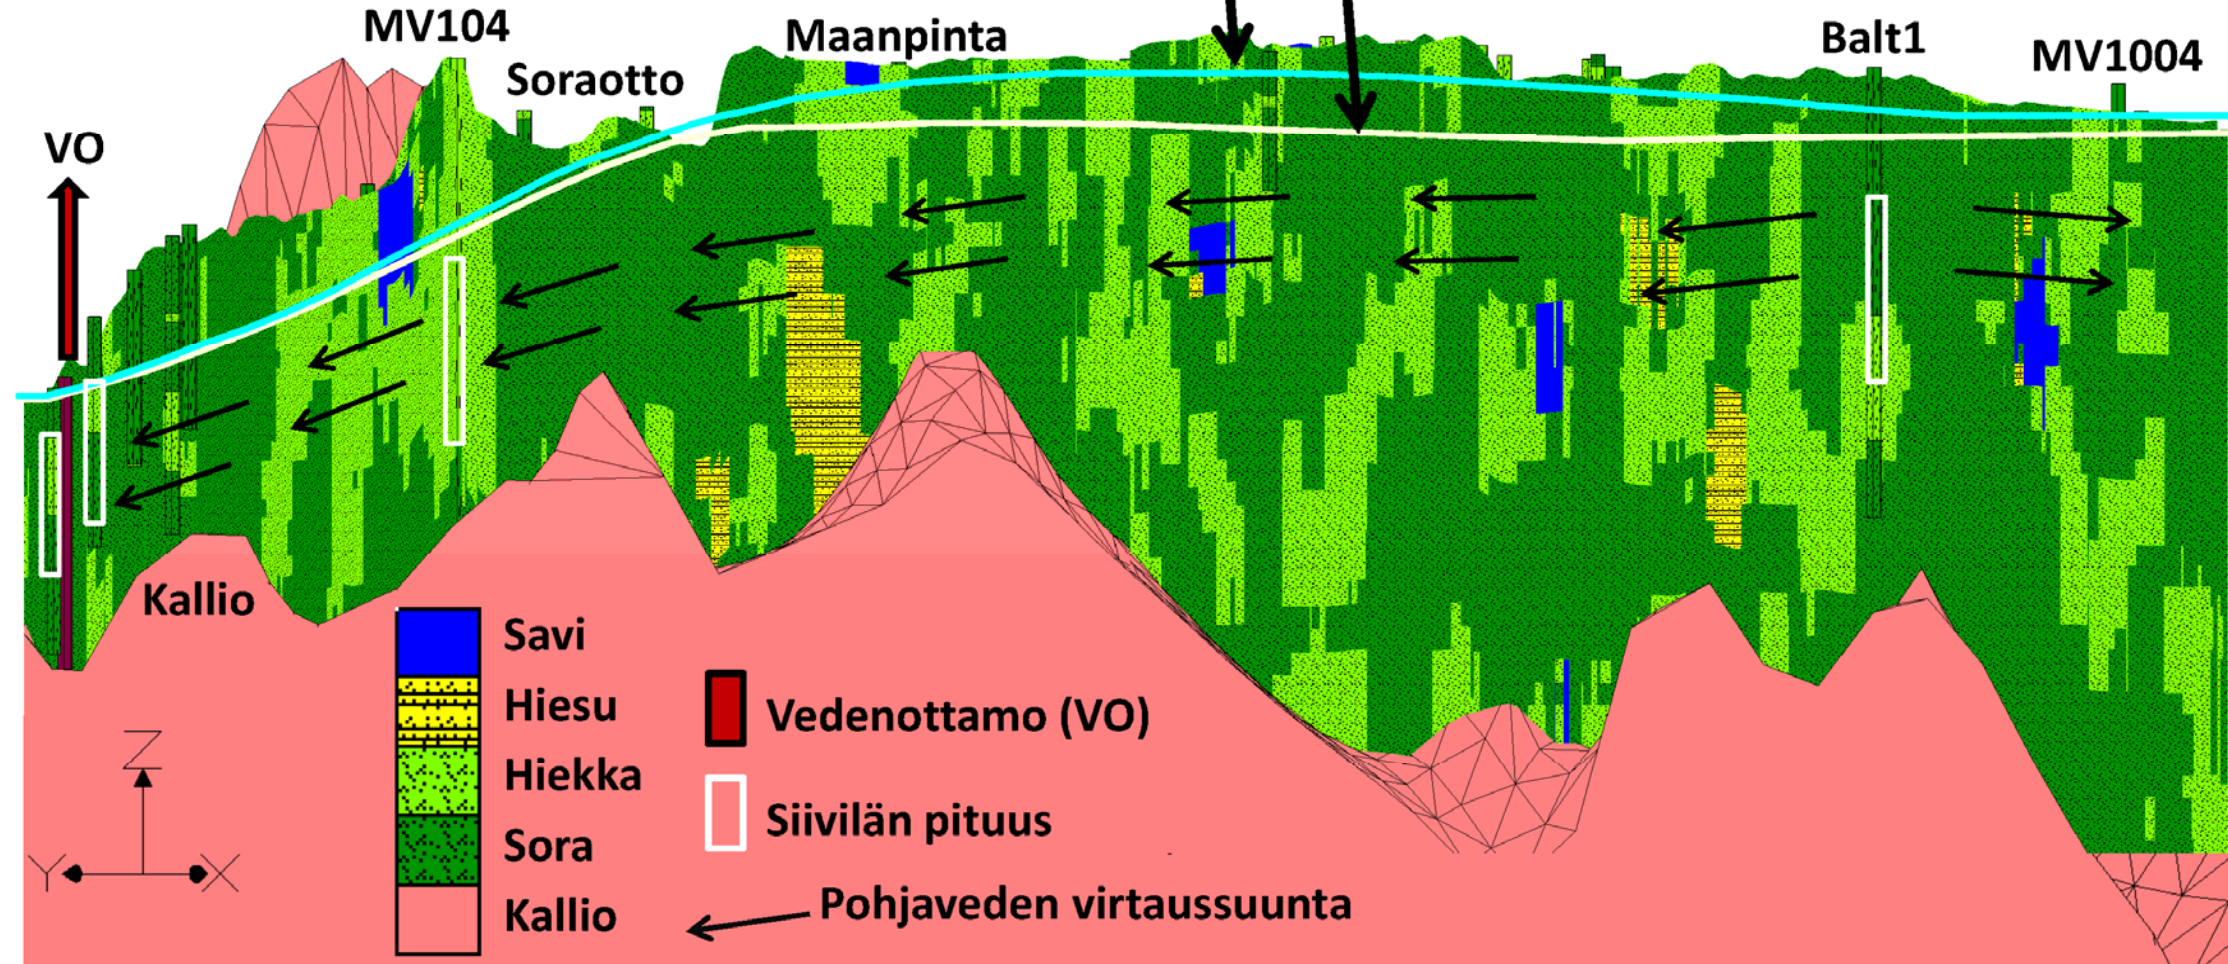 MV104
Maanpinta
Balt1
MV1004
Soraotto
VO
Kallio
Savi
Hiesu
Hiekka
Sora
Kallio
Vedenottamo (VO)
Siivilän pituus
Pohjaveden virtaussuunta
Z
Y
X